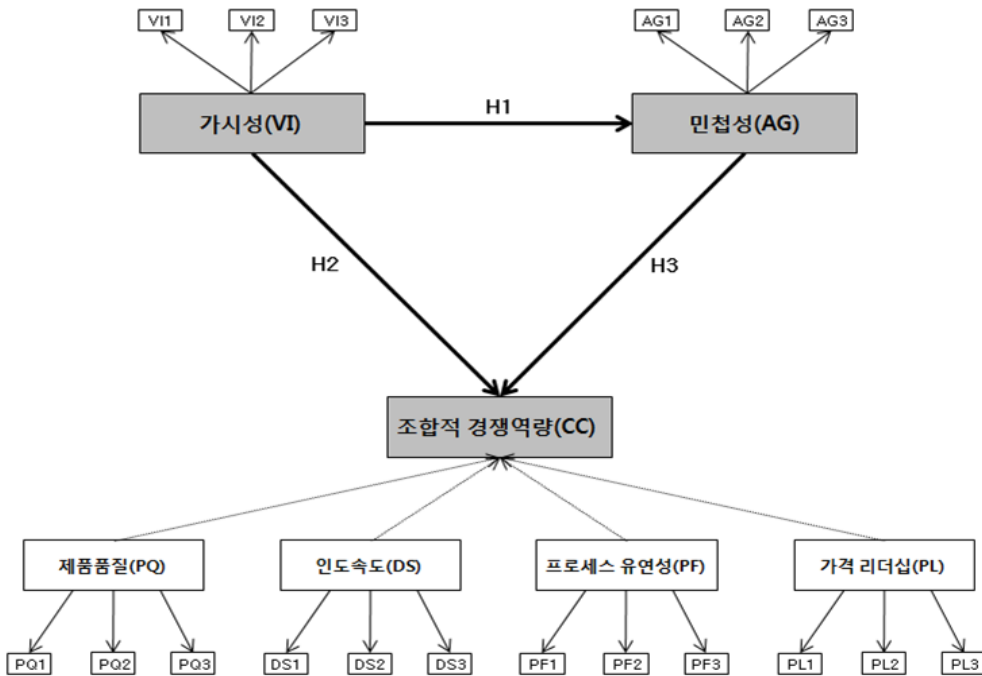 VI1 VI2 VI3 AG1 AG2 AG3
가시성(VI) H1 민첩성(AG)
H2 H3
조합적 경쟁역량(CC)
제품품질(PQ) 인도속도(DS) 프로세스 유연성(PF) 가격 리더십(PL)
PQ1 PQ2 PQ3 DS1 DS2 DS3 PF1 PF2 PF3 PL1 PL2 PL3